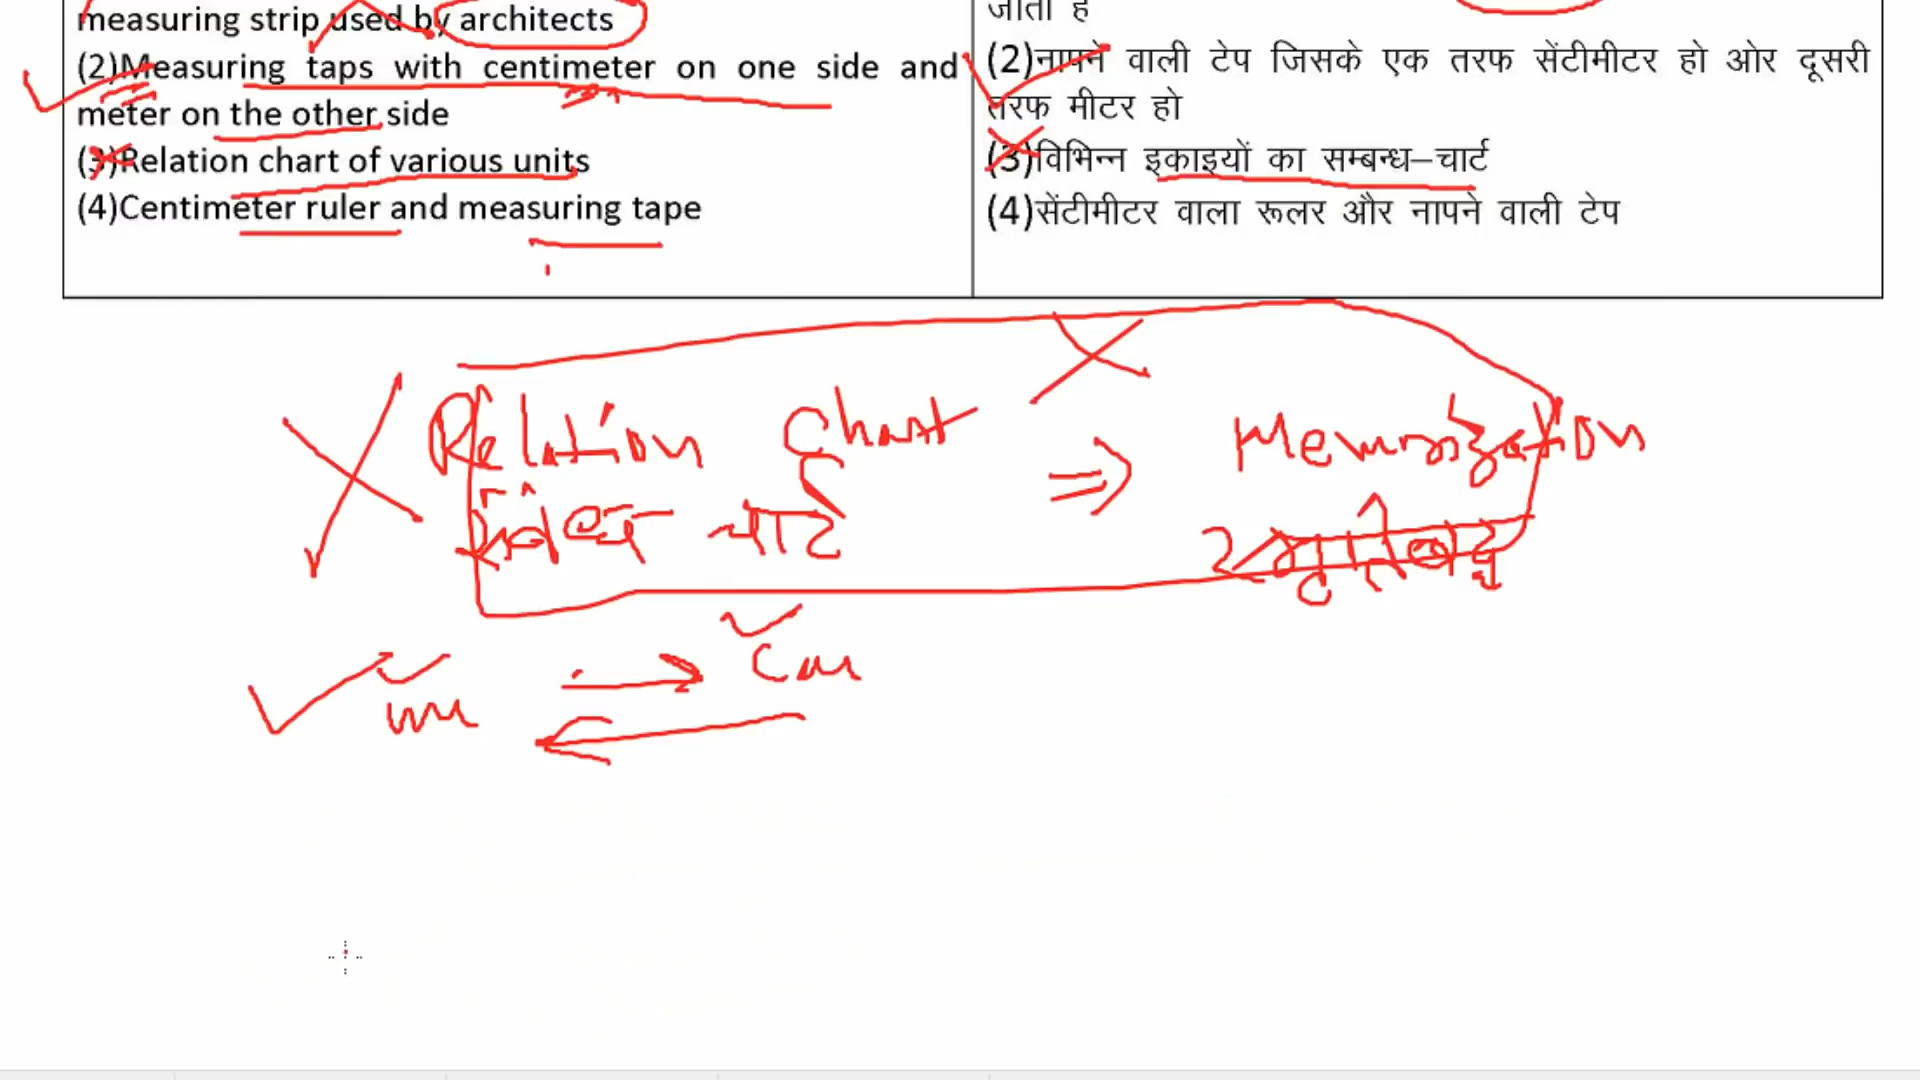 measuring strip used by architects
(2)Measuring taps with centimeter on one side and
meter on the other side
(3)Relation chart of various units
(4)Centimeter ruler and measuring tape
जाता है
(2)नापने वाली टेप जिसके एक तरफ सेंटीमीटर हो ओर दूसरी
तरफ मीटर हो
(3)विभिन्न इकाइयों का सम्बन्ध–चार्ट
(4)सेंटीमीटर वाला रूलर और नापने वाली टेप
Relation Chart ⇒ Memorization
चार्ट
m → cm